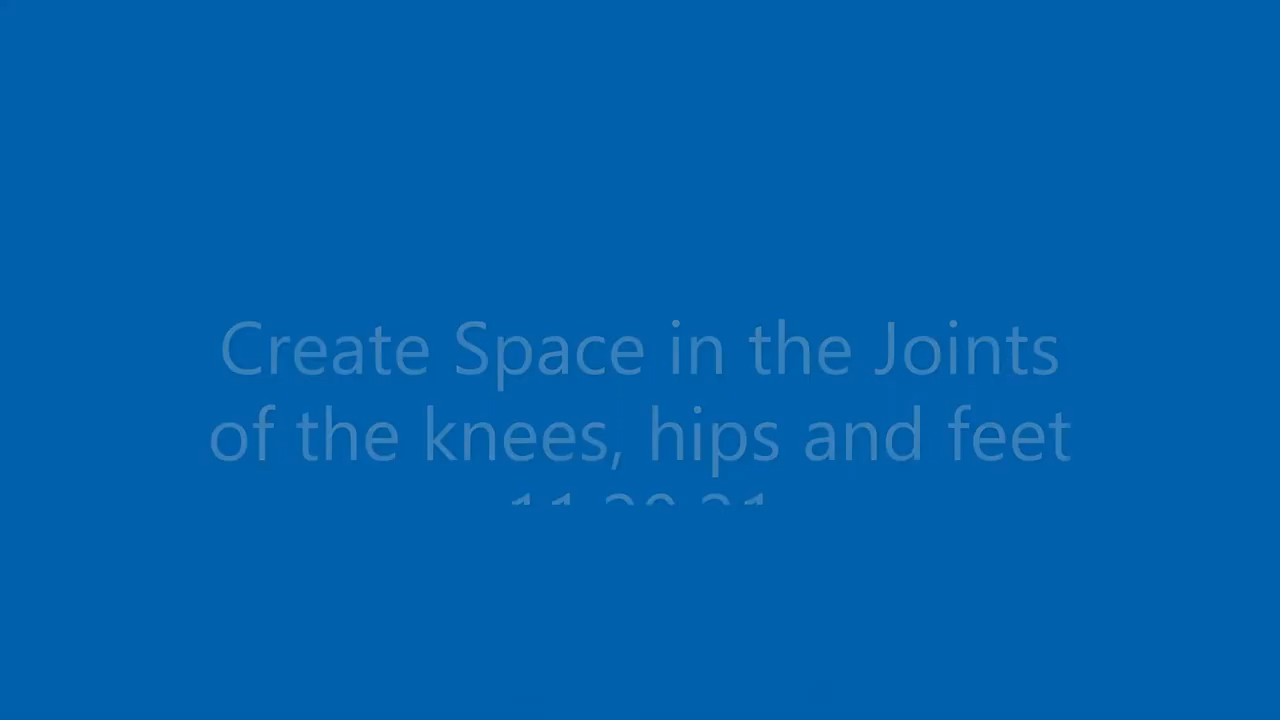 Create Space in the Joints
of the knees, hips and feet